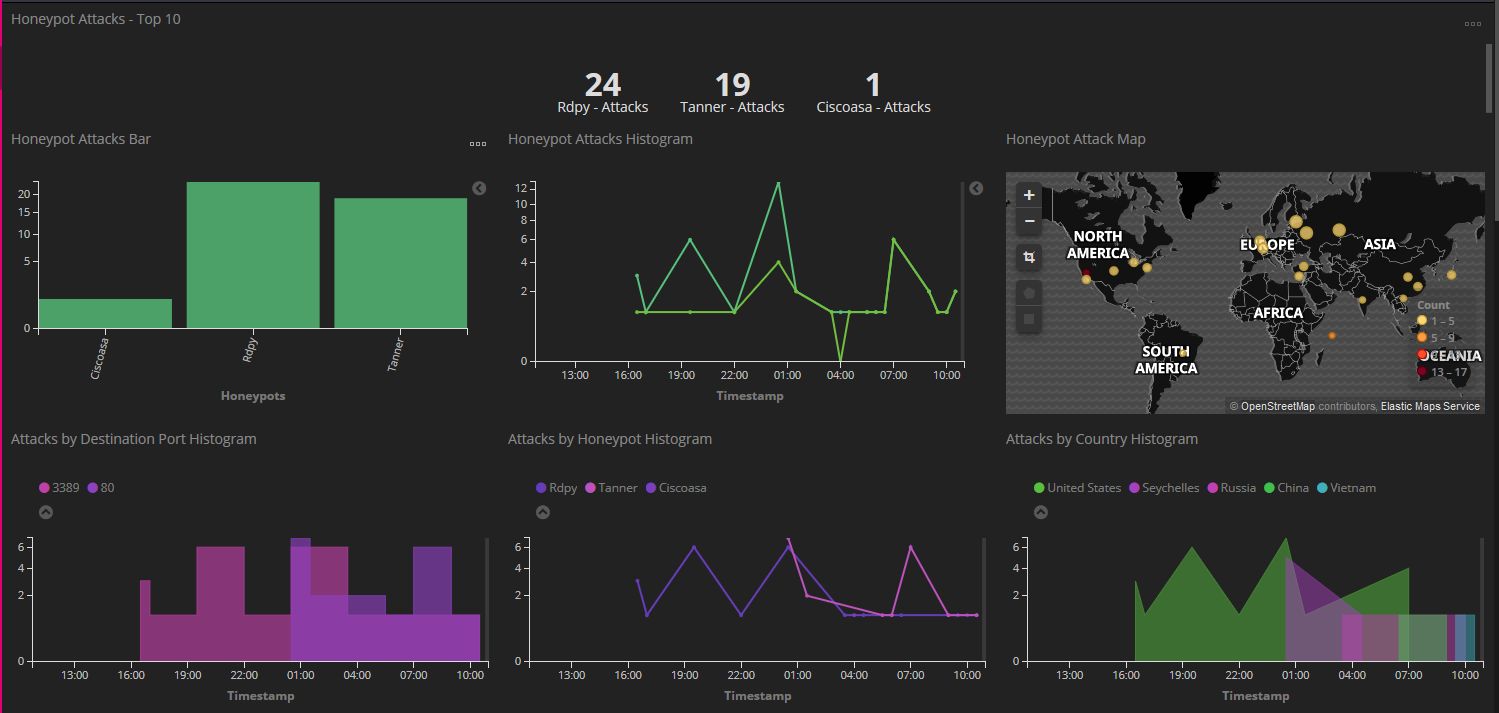 Honeypot Attacks - Top 10
24 19 1
Rdpy - Attacks Tanner - Attacks Ciscoasa - Attacks
Honeypot Attacks Bar
20
15
10
5
0
Ciscoasa
Rdpy
Tanner
Honeypots
Honeypot Attacks Histogram
12
10
8
6
4
2
0
13:00 16:00 19:00 22:00 01:00 04:00 07:00 10:00
Timestamp
Honeypot Attack Map
+
−
NORTH
AMERICA
EUROPE
ASIA
AFRICA
SOUTH
AMERICA
OCEANIA
Count
1 – 5
5 – 9
13 – 17
© OpenStreetMap contributors, Elastic Maps Service
Attacks by Destination Port Histogram
3389 80
6
4
2
0
13:00 16:00 19:00 22:00 01:00 04:00 07:00 10:00
Timestamp
Attacks by Honeypot Histogram
Rdpy Tanner Ciscoasa
6
4
2
0
13:00 16:00 19:00 22:00 01:00 04:00 07:00 10:00
Timestamp
Attacks by Country Histogram
United States Seychelles Russia China Vietnam
6
4
2
0
13:00 16:00 19:00 22:00 01:00 04:00 07:00 10:00
Timestamp